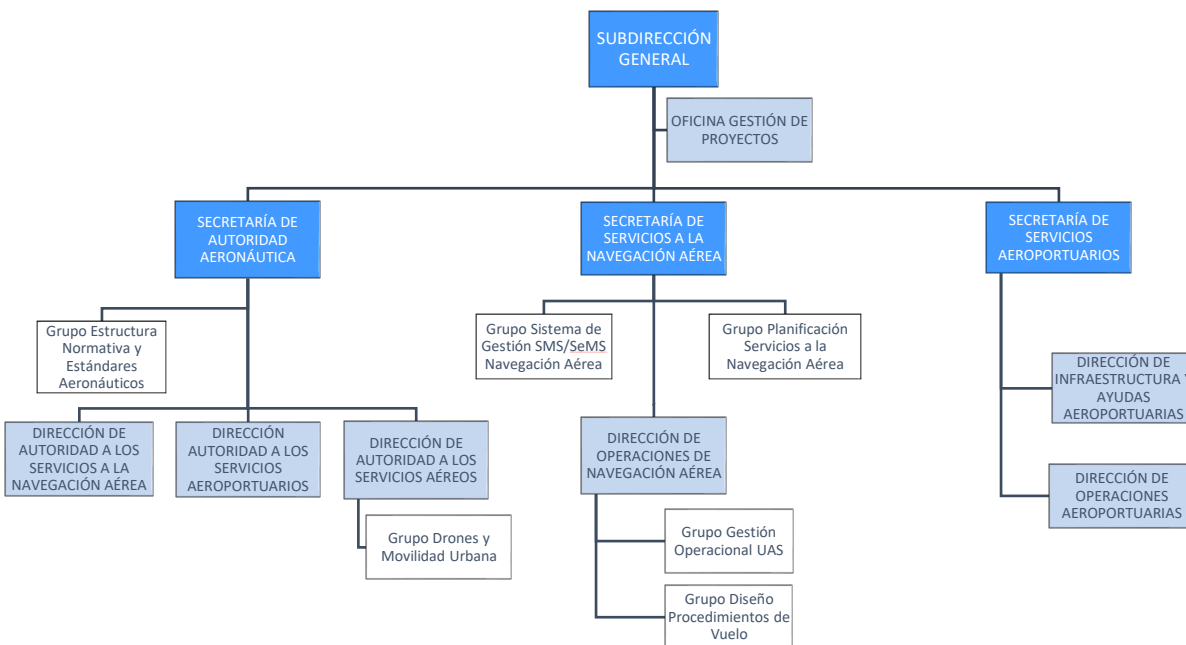 SUBDIRECCIÓN
GENERAL
OFICINA GESTIÓN DE
PROYECTOS
SECRETARÍA DE
AUTORIDAD
AERONÁUTICA
SECRETARÍA DE
SERVICIOS A LA
NAVEGACIÓN AÉREA
SECRETARÍA DE
SERVICIOS
AEROPORTUARIOS
Grupo Estructura
Normativa y
Estándares
Aeronáuticos
Grupo Sistema de
Gestión SMS/SeMS
Navegación Aérea
Grupo Planificación
Servicios a la
Navegación Aérea
DIRECCIÓN DE
INFRAESTRUCTURA Y
AYUDAS
AEROPORTUARIAS
DIRECCIÓN DE
AUTORIDAD A LOS
SERVICIOS A LA
NAVEGACIÓN AÉREA
DIRECCIÓN
AUTORIDAD A LOS
SERVICIOS
AEROPORTUARIOS
DIRECCIÓN DE
AUTORIDAD A LOS
SERVICIOS AÉREOS
DIRECCIÓN DE
OPERACIONES DE
NAVEGACIÓN AÉREA
DIRECCIÓN DE
OPERACIONES
AEROPORTUARIAS
Grupo Drones y
Movilidad Urbana
Grupo Gestión
Operacional UAS
Grupo Diseño
Procedimientos de
Vuelo